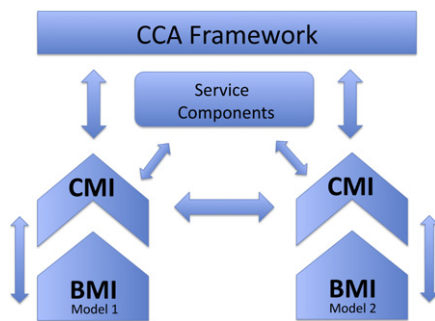 CCA Framework
Service
Components
CMI
CMI
BMI
Model 1
BMI
Model 2